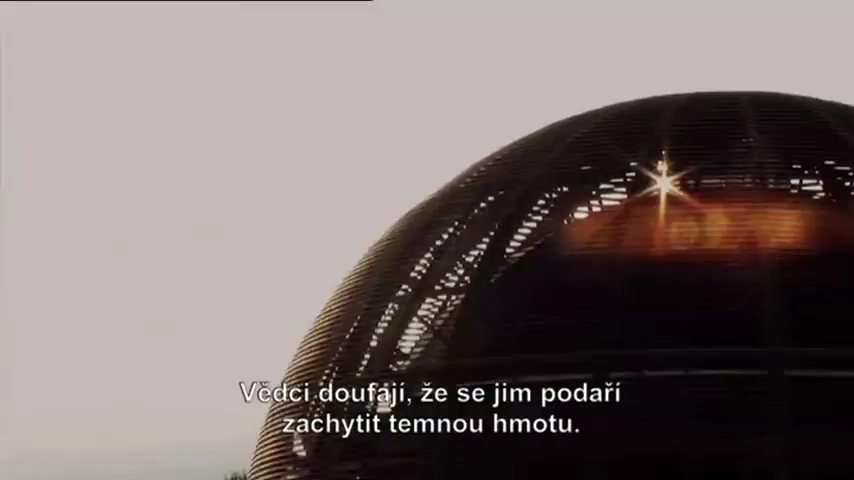 Vědci doufají, že se jim podaří
zachytit temnou hmotu.